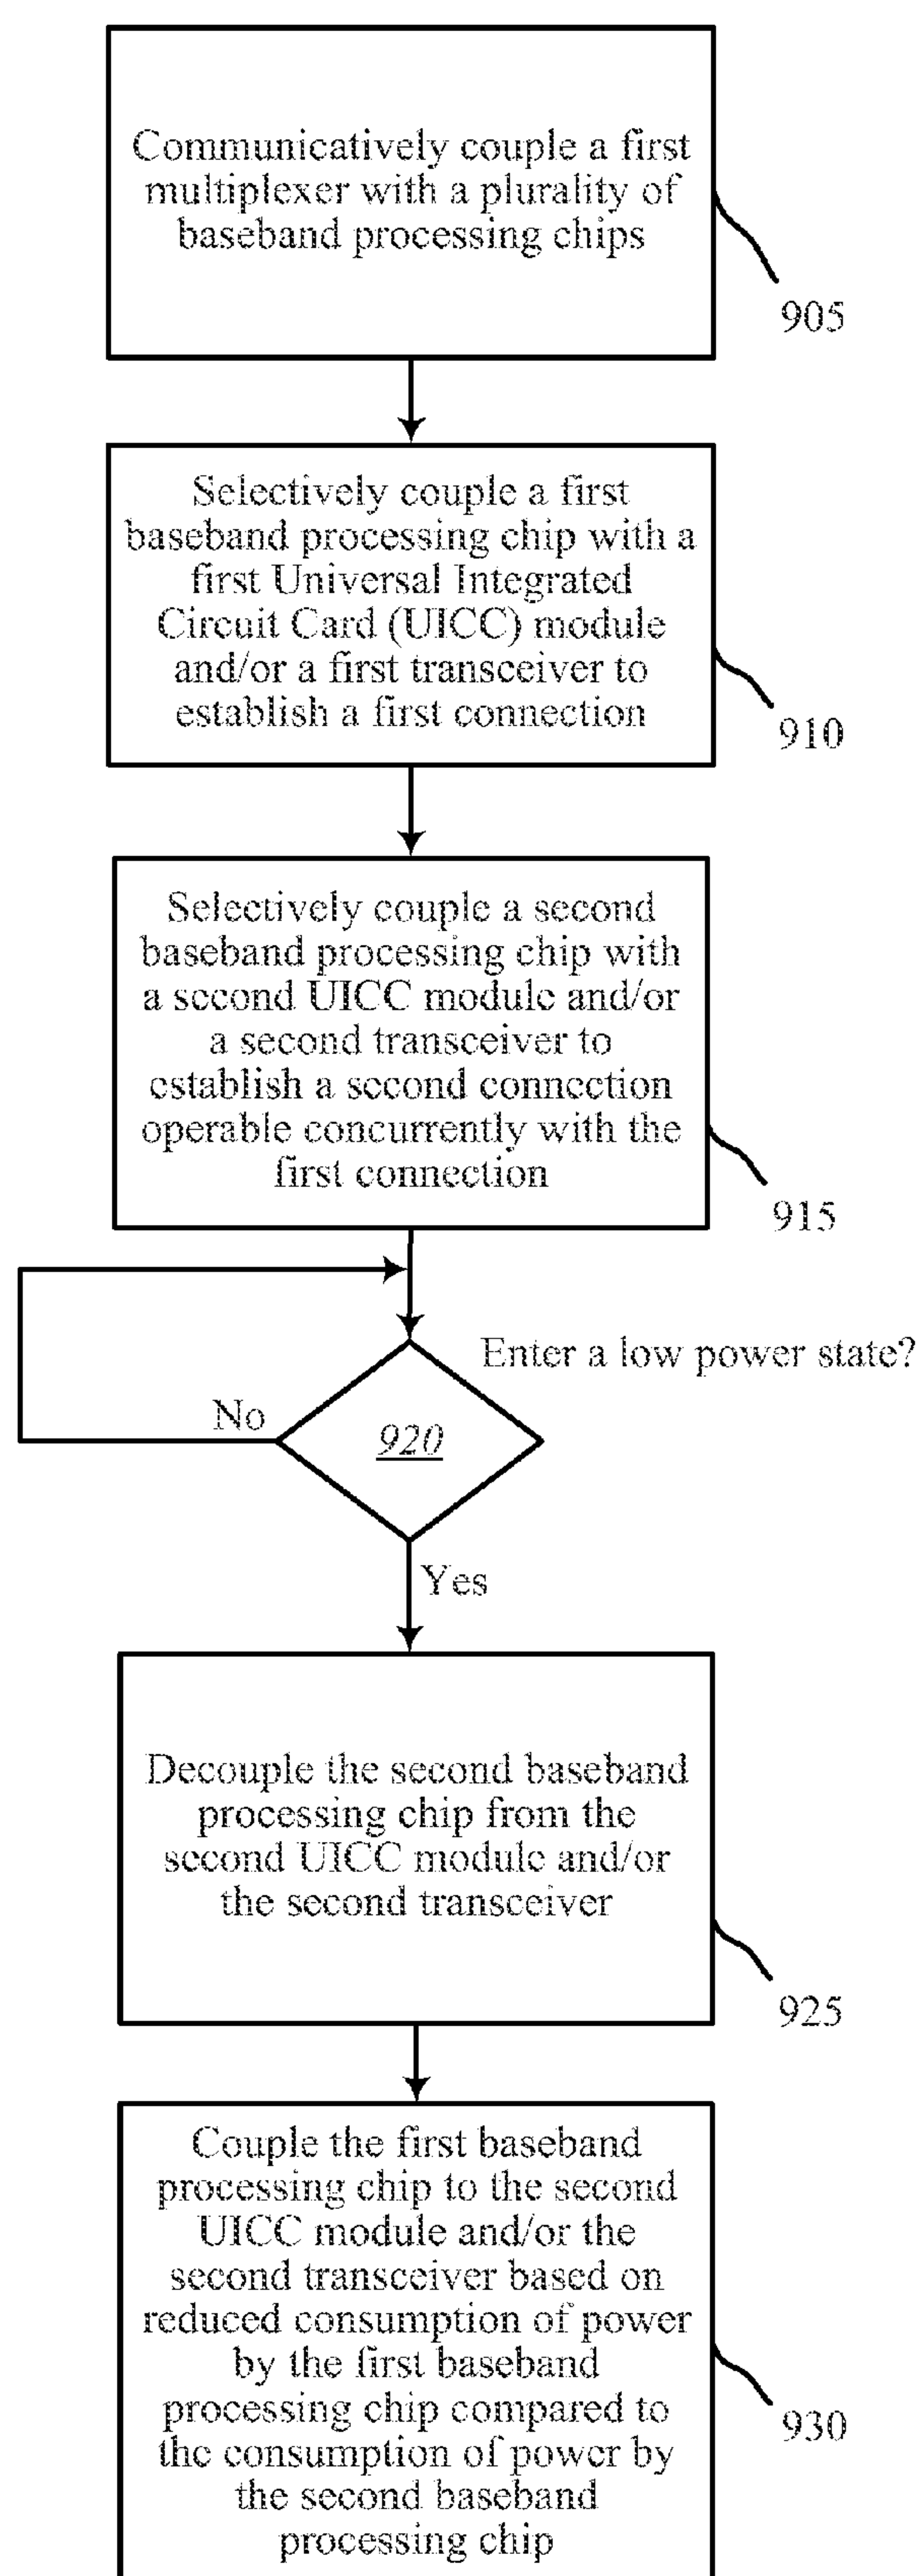 Communicatively couple a first
multiplexer with a plurality of
baseband processing chips
905
Selectively couple a first
baseband processing chip with a
first Universal Integrated
Circuit Card (UICC) module
and/or a first transceiver to
establish a first connection
910
Selectively couple a second
baseband processing chip with
a second UICC module and/or
a second transceiver to
establish a second connection
operable concurrently with the
first connection
915
Enter a low power state?
No
920
Yes
Decouple the second baseband
processing chip from the
second UICC module and/or
the second transceiver
925
Couple the first baseband
processing chip to the second
UICC module and/or the
second transceiver based on
reduced consumption of power
by the first baseband
processing chip compared to
the consumption of power by
the second baseband
processing chip
930